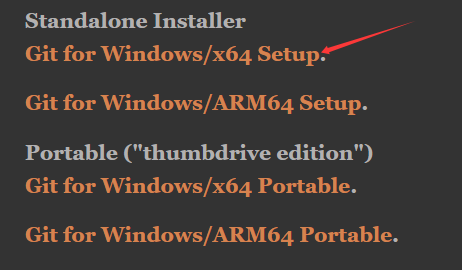 Standalone Installer
Git for Windows/x64 Setup.
Git for Windows/ARM64 Setup.
Portable ("thumbdrive edition")
Git for Windows/x64 Portable.
Git for Windows/ARM64 Portable.